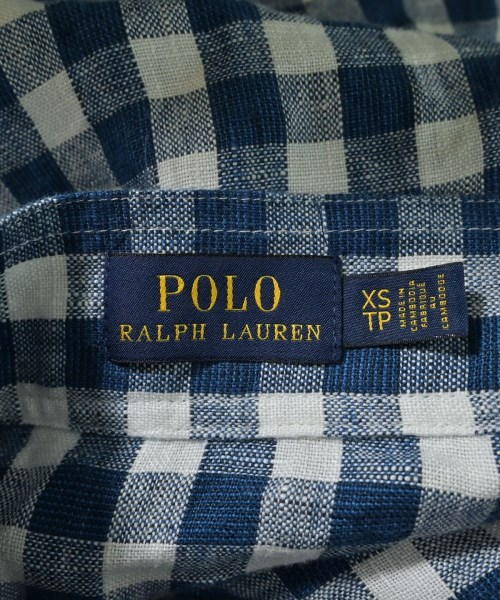 POLO
RALPH LAUREN
XS
TP
MADE IN
CAMBODIA
FABRIQUÉ
AU
CAMBODGE